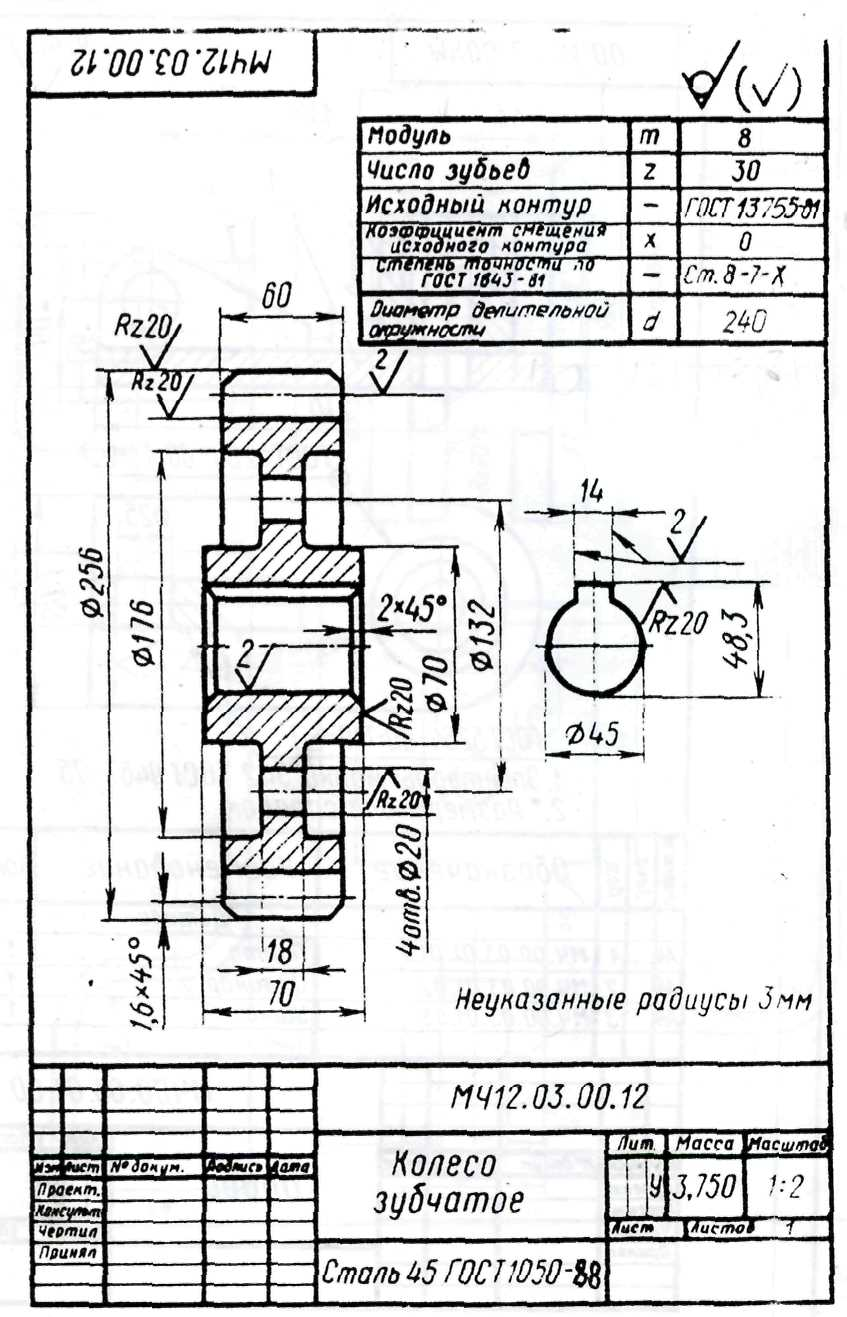 МЧ12.03.00.12
√ (√)
Модуль m 8
Число зубьев z 30
Исходный контур – ГОСТ 13755-81
Коэффициент смещения
исходного контура x 0
Степень точности по
ГОСТ 1643-81 – Ст. 8-7-X
Диаметр делительной
окружности d 240
60
Rz20
Rz20
2
14
2
Ø256
Ø176
2×45°
Ø70
Ø132
Rz20
48,3
2
Rz20
Ø45
Rz20
4отв.Ø20
1,6×45°
18
70
Неуказанные радиусы 3мм
МЧ12.03.00.12
Изм Лист № докум. Подпись Дата
Проект.
Консульт
Чертил
Принял
Колесо
зубчатое
Лит. Масса Масштаб
У 3,750 1:2
Лист Листов 1
Сталь 45 ГОСТ1050-88